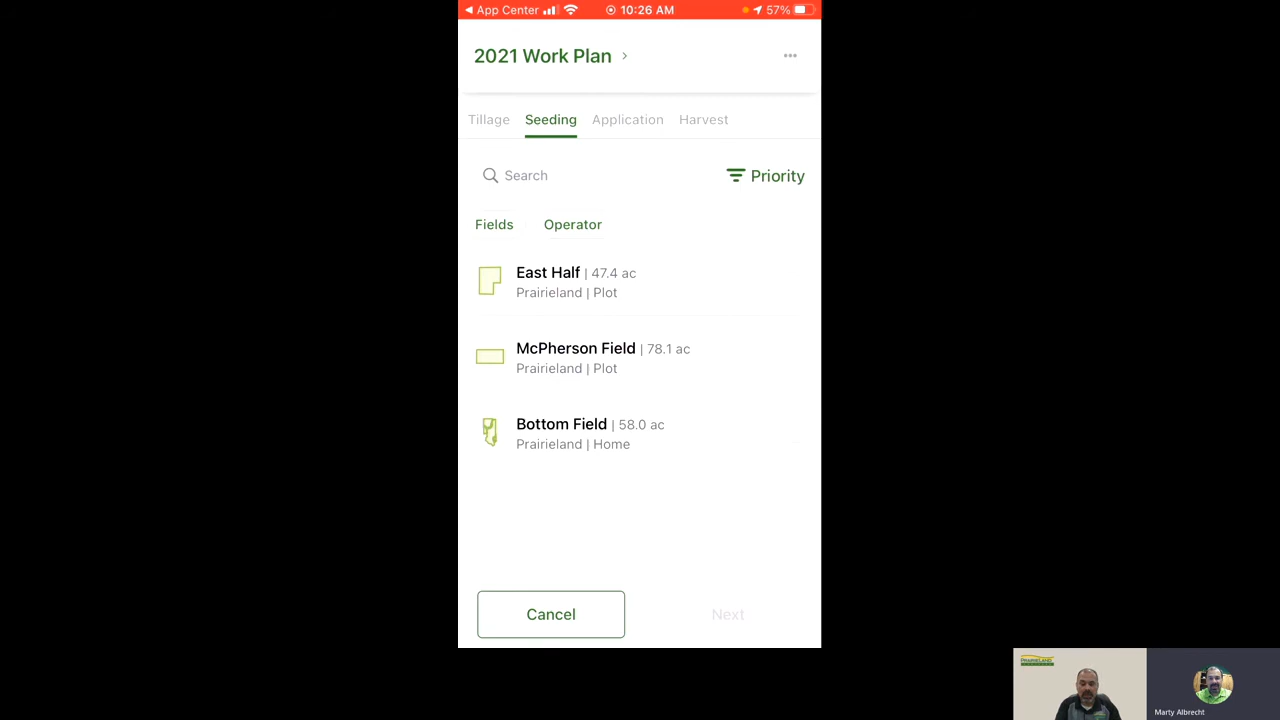 App Center 10:26 AM 57%
2021 Work Plan
Tillage Seeding Application Harvest
Search Priority
Fields Operator
East Half | 47.4 ac
Prairieland | Plot
McPherson Field | 78.1 ac
Prairieland | Plot
Bottom Field | 58.0 ac
Prairieland | Home
Cancel Next
PRAIRIELAND
Marty Albrecht